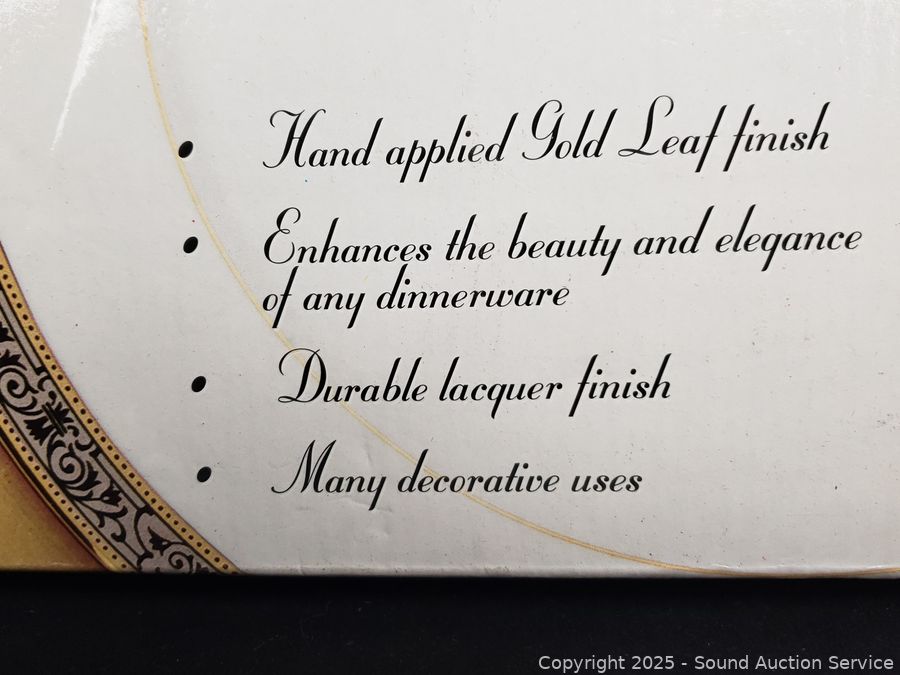 • Hand applied Gold Leaf finish
• Enhances the beauty and elegance
of any dinnerware
• Durable lacquer finish
• Many decorative uses
Copyright 2025 - Sound Auction Service